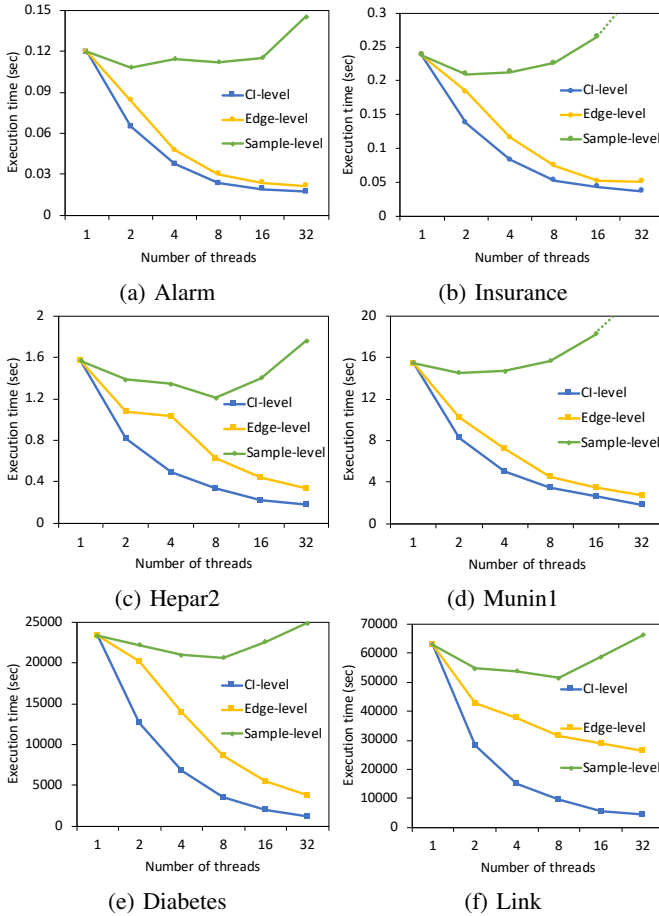 0.15
0.12
0.09
0.06
0.03
0
Execution time (sec)
CI-level
Edge-level
Sample-level
1 2 4 8 16 32
Number of threads
(a) Alarm
0.3
0.25
0.2
0.15
0.1
0.05
0
Execution time (sec)
CI-level
Edge-level
Sample-level
1 2 4 8 16 32
Number of threads
(b) Insurance
2
1.6
1.2
0.8
0.4
0
Execution time (sec)
CI-level
Edge-level
Sample-level
1 2 4 8 16 32
Number of threads
(c) Hepar2
20
16
12
8
4
0
Execution time (sec)
CI-level
Edge-level
Sample-level
1 2 4 8 16 32
Number of threads
(d) Munin1
25000
20000
15000
10000
5000
0
Execution time (sec)
CI-level
Edge-level
Sample-level
1 2 4 8 16 32
Number of threads
(e) Diabetes
70000
60000
50000
40000
30000
20000
10000
0
Execution time (sec)
CI-level
Edge-level
Sample-level
1 2 4 8 16 32
Number of threads
(f) Link